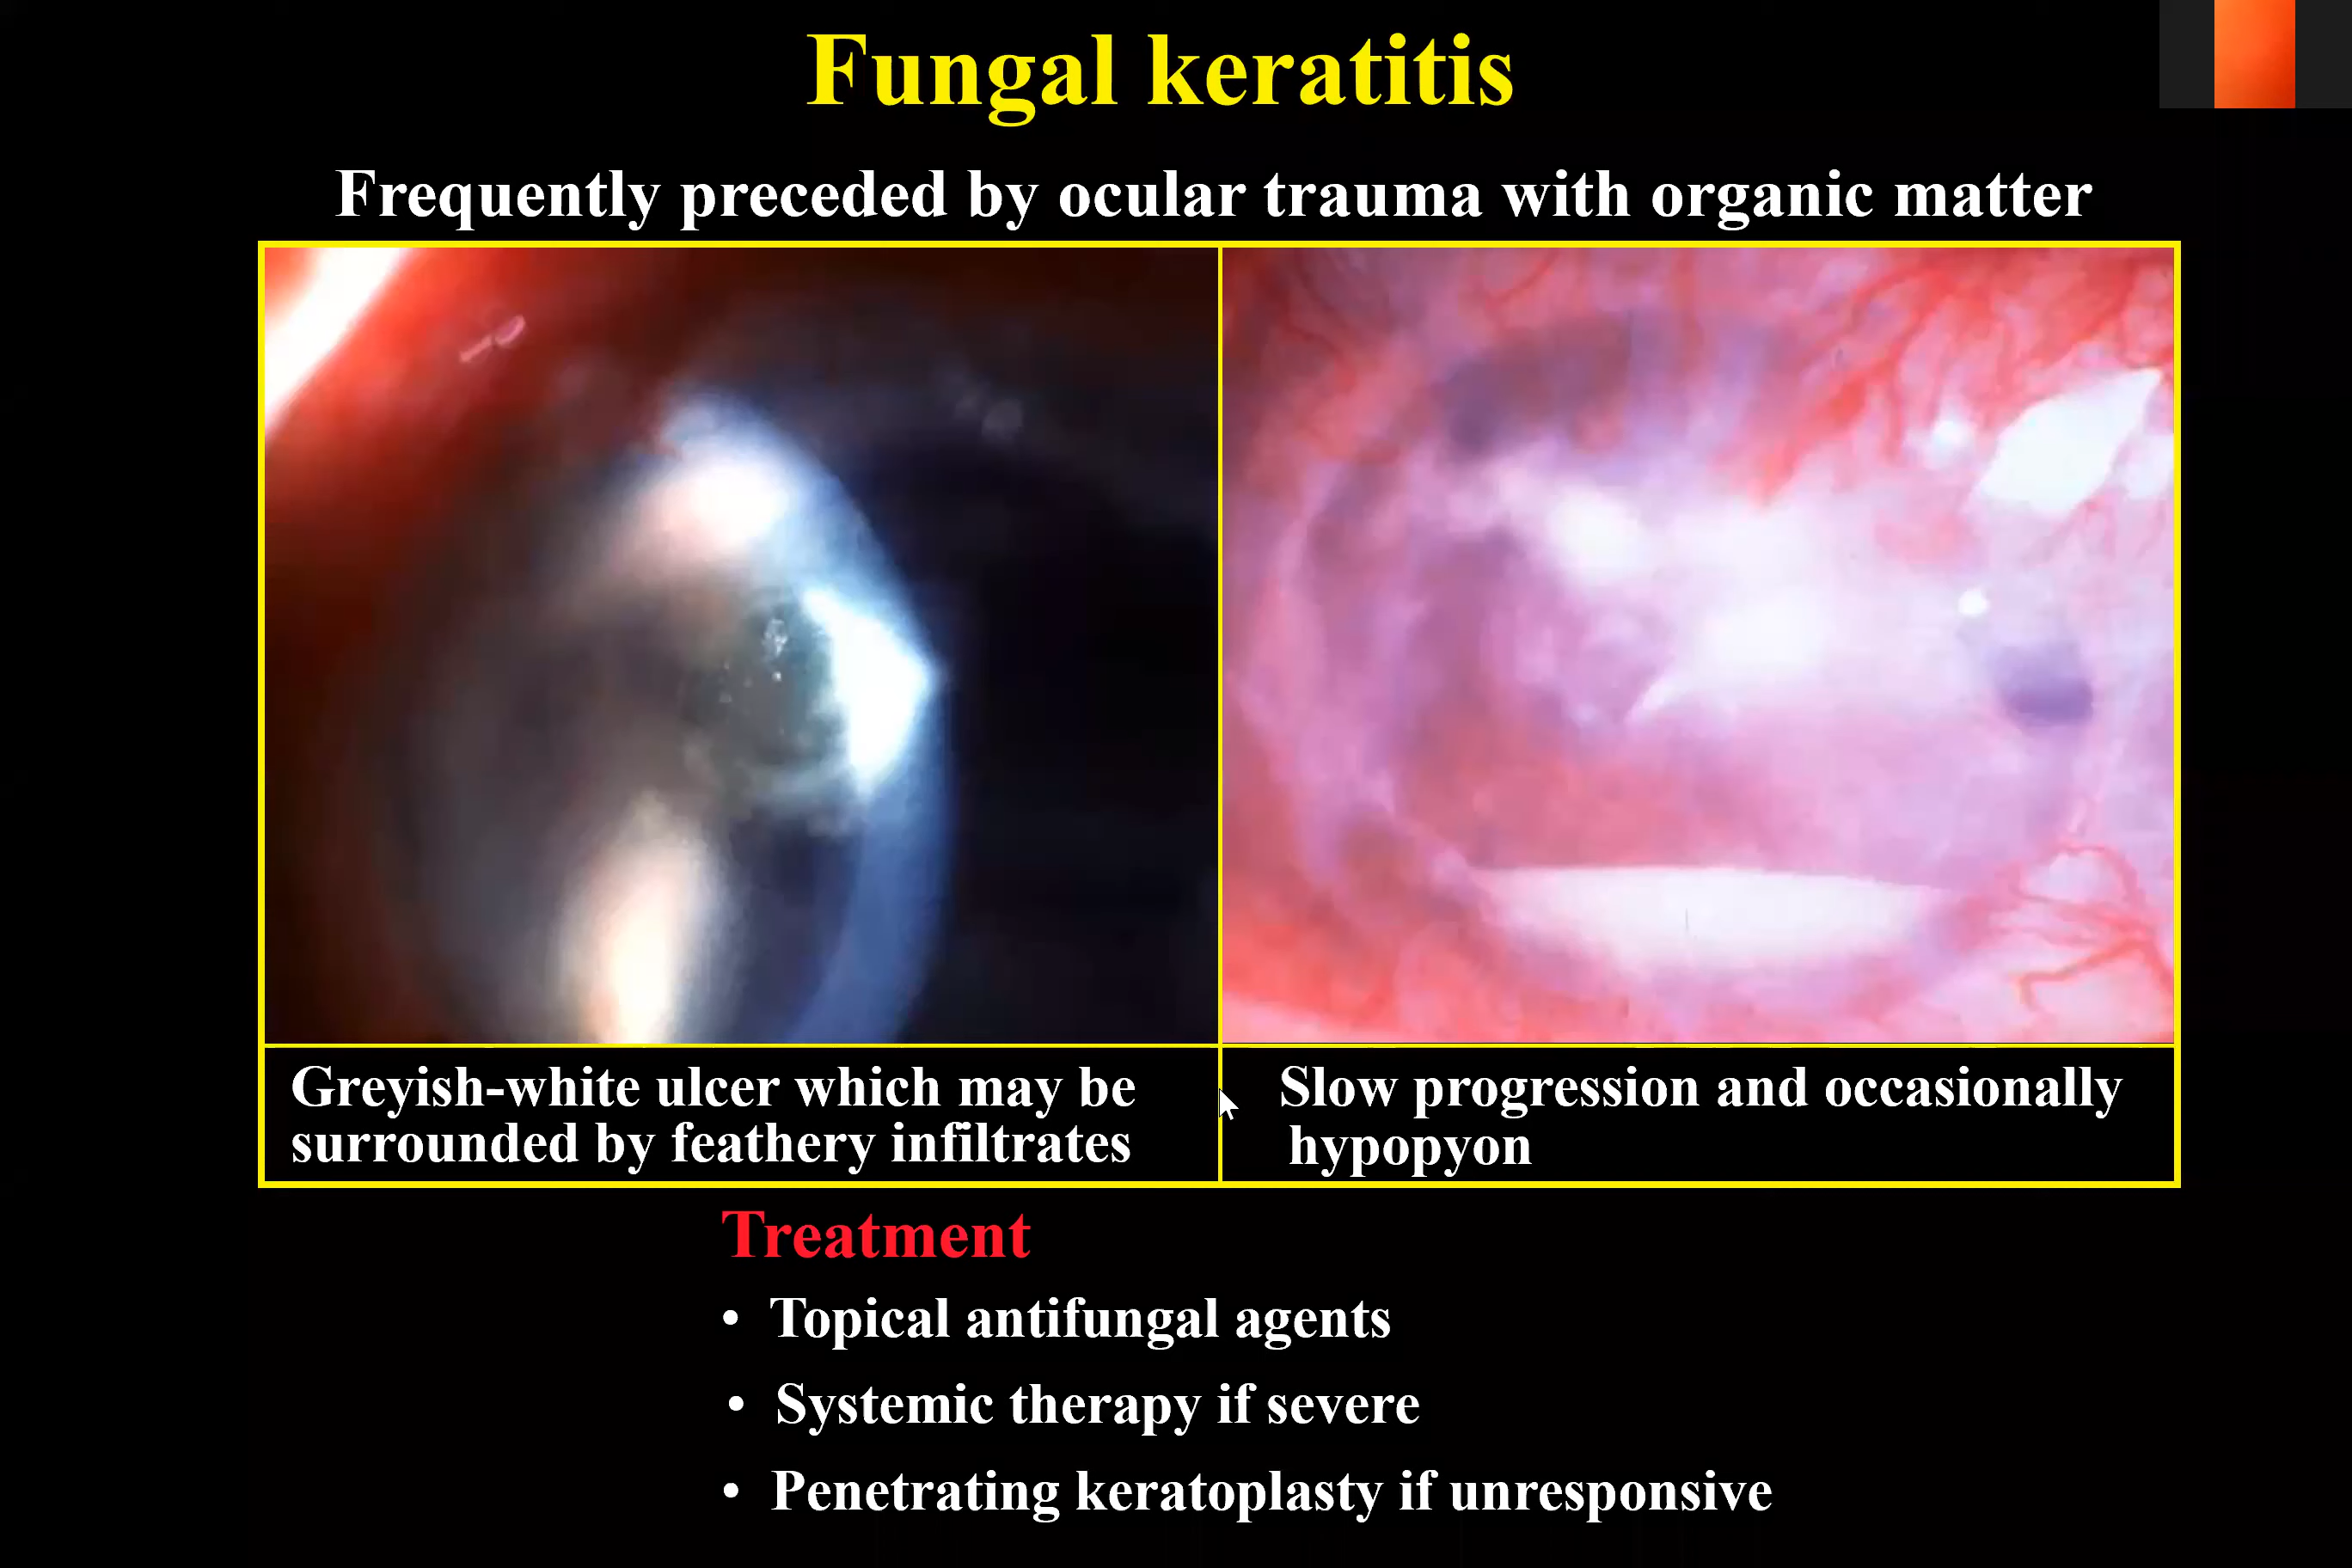 Fungal keratitis
Frequently preceded by ocular trauma with organic matter
Greyish-white ulcer which may be
surrounded by feathery infiltrates
Slow progression and occasionally
hypopyon
Treatment
• Topical antifungal agents
• Systemic therapy if severe
• Penetrating keratoplasty if unresponsive